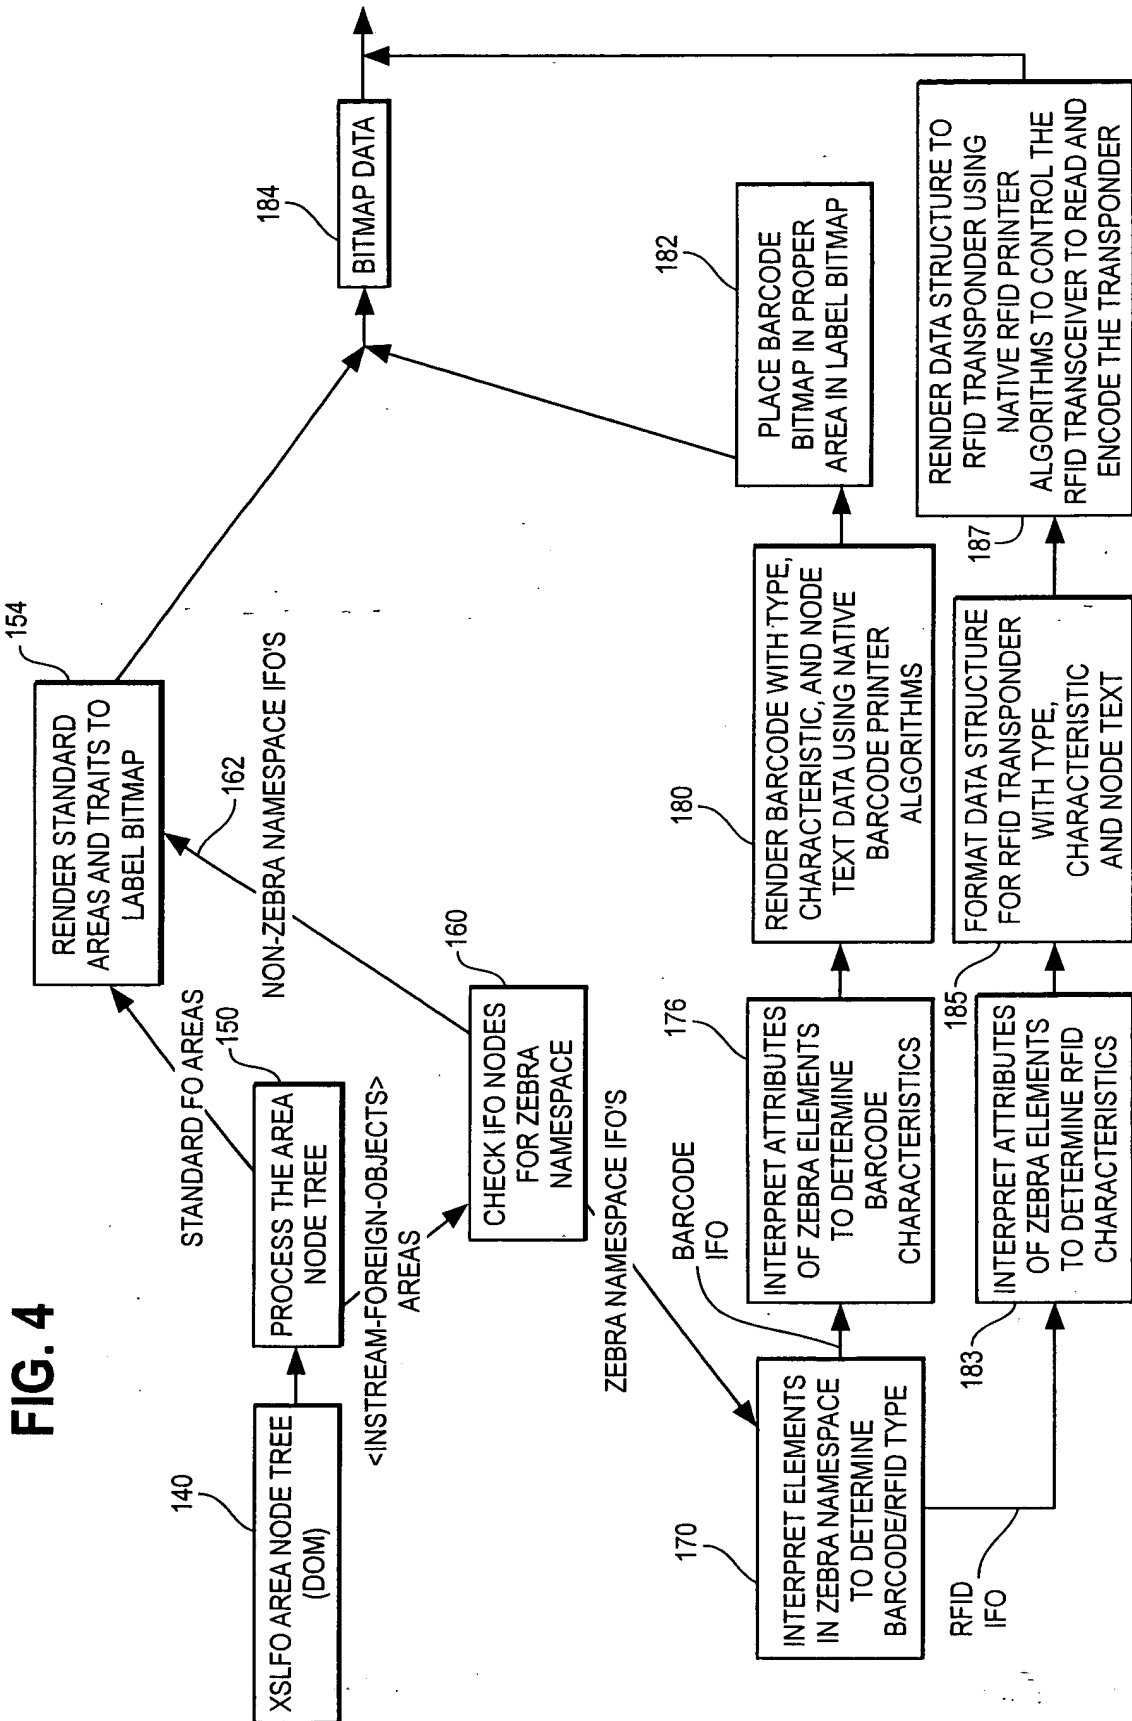 FIG. 4
140
XSLFO AREA NODE TREE
(DOM)
150
PROCESS THE AREA
NODE TREE
STANDARD FO AREAS
<INSTREAM-FOREIGN-OBJECTS>
AREAS
154
RENDER STANDARD
AREAS AND TRAITS TO
LABEL BITMAP
162
NON-ZEBRA NAMESPACE IFO'S
160
CHECK IFO NODES
FOR ZEBRA
NAMESPACE
ZEBRA NAMESPACE IFO'S
170
INTERPRET ELEMENTS
IN ZEBRA NAMESPACE
TO DETERMINE
BARCODE/RFID TYPE
BARCODE
IFO
RFID
IFO
176
INTERPRET ATTRIBUTES
OF ZEBRA ELEMENTS
TO DETERMINE
BARCODE
CHARACTERISTICS
180
RENDER BARCODE WITH TYPE,
CHARACTERISTIC, AND NODE
TEXT DATA USING NATIVE
BARCODE PRINTER
ALGORITHMS
182
PLACE BARCODE
BITMAP IN PROPER
AREA IN LABEL BITMAP
184
BITMAP DATA
183
INTERPRET ATTRIBUTES
OF ZEBRA ELEMENTS
TO DETERMINE RFID
CHARACTERISTICS
185
FORMAT DATA STRUCTURE
FOR RFID TRANSPONDER
WITH TYPE,
CHARACTERISTIC
AND NODE TEXT
187
RENDER DATA STRUCTURE TO
RFID TRANSPONDER USING
NATIVE RFID PRINTER
ALGORITHMS TO CONTROL THE
RFID TRANSCEIVER TO READ AND
ENCODE THE TRANSPONDER